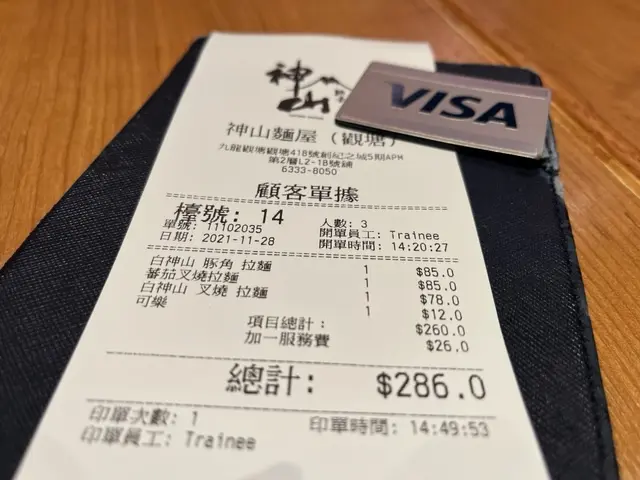 神山
VISA
神山麵屋 (觀塘)
九龍觀塘觀塘418號創紀之城5期APM
第2層L2-1B號鋪
6333-8050
顧客單據
檯號: 14 人數: 3
單號: 11102035 開單員工: Trainee
日期: 2021-11-28 開單時間: 14:20:27
白神山 豚角 拉麵 1 $85.0
蕃茄叉燒拉麵 1 $85.0
白神山 叉燒 拉麵 1 $78.0
可樂 1 $12.0
項目總計: $260.0
加一服務費 $26.0
總計: $286.0
印單次數: 1 印單時間: 14:49:53
印單員工: Trainee